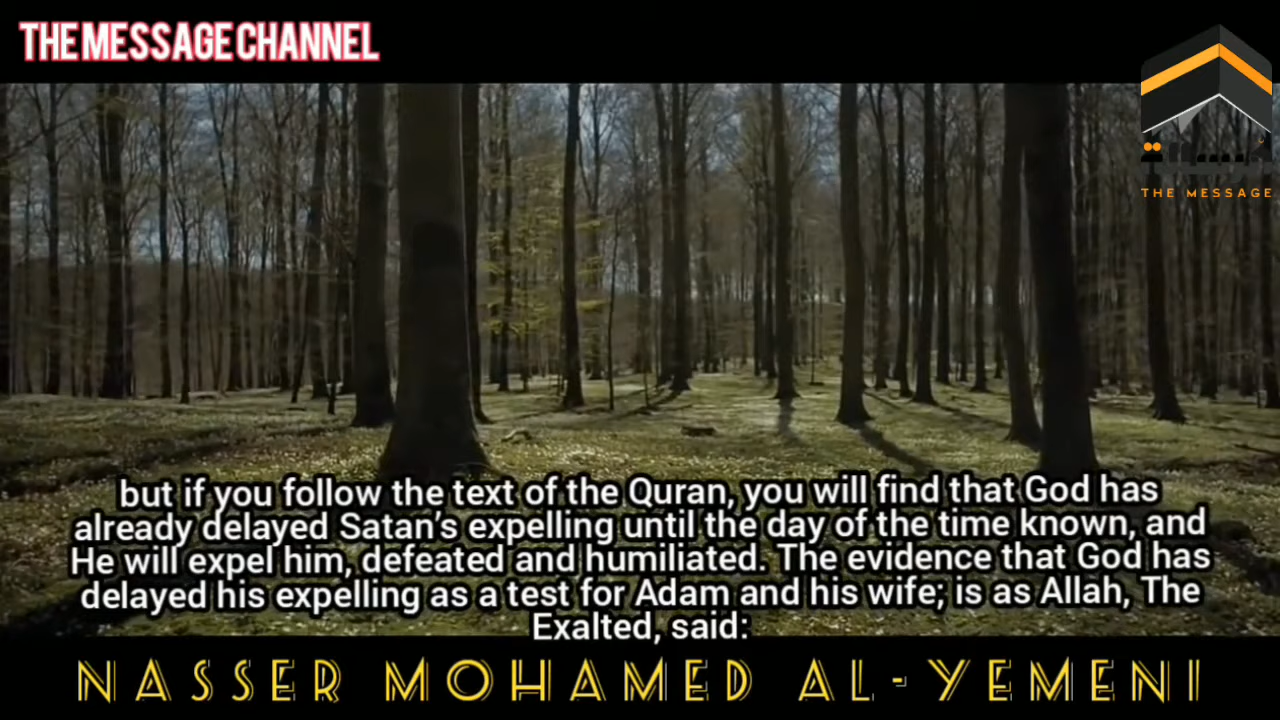 THE MESSAGE CHANNEL
THE MESSAGE
but if you follow the text of the Quran, you will find that God has
already delayed Satan's expelling until the day of the time known, and
He will expel him, defeated and humiliated. The evidence that God has
delayed his expelling as a test for Adam and his wife; is as Allah, The
Exalted, said:
NASSER MOHAMED AL-YEMENI